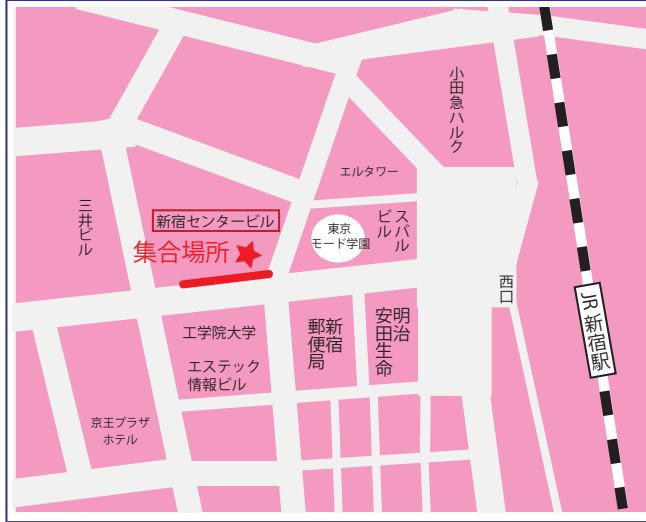 小田急ハルク
エルタワー
三井ビル
新宿センタービル
集合場所
東京
モード学園
スバル
ビル
西口
JR 新宿駅
工学院大学
エステック
情報ビル
新宿
郵便局
明治
安田生命
京王プラザ
ホテル